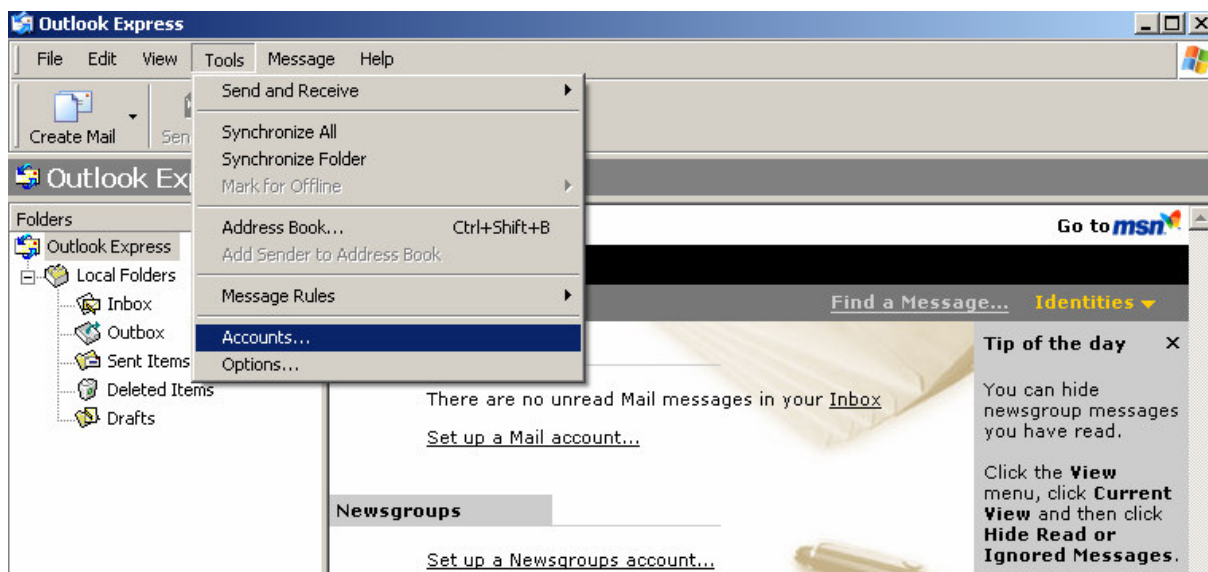 Outlook Express
File Edit View Tools Message Help
Create Mail
Sen
Send and Receive
Synchronize All
Synchronize Folder
Mark for Offline
Address Book... Ctrl+Shift+B
Add Sender to Address Book
Message Rules
Accounts...
Options...
Outlook Exp
Folders
Outlook Express
Local Folders
Inbox
Outbox
Sent Items
Deleted Items
Drafts
Go to msn
Find a Message... Identities
There are no unread Mail messages in your Inbox
Set up a Mail account...
Newsgroups
Set up a Newsgroups account...
Tip of the day
You can hide
newsgroup messages
you have read.
Click the View
menu, click Current
View and then click
Hide Read or
Ignored Messages.